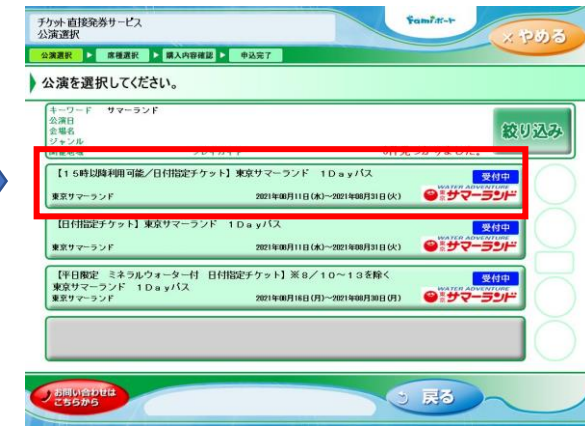 チケット直接発券サービス
公演選択
Famiポート
×やめる
公演選択 ▶ 席種選択 ▶ 購入内容確認 ▶ 申込完了
公演を選択してください。
キーワード サマーランド
公演日
会場名
ジャンル
絞り込み
【15時以降利用可能/日付指定チケット】東京サマーランド 1Dayパス
受付中
東京サマーランド 2021年08月11日(水)~2021年08月31日(火)
WATER ADVENTURE
東京サマーランド
【日付指定チケット】東京サマーランド 1Dayパス
受付中
東京サマーランド 2021年08月11日(水)~2021年08月31日(火)
WATER ADVENTURE
東京サマーランド
【平日限定 ミネラルウォーター付 日付指定チケット】※8/10~13を除く
東京サマーランド 1Dayパス
受付中
東京サマーランド 2021年08月16日(月)~2021年08月30日(月)
WATER ADVENTURE
東京サマーランド
お問い合わせは
こちらから
戻る